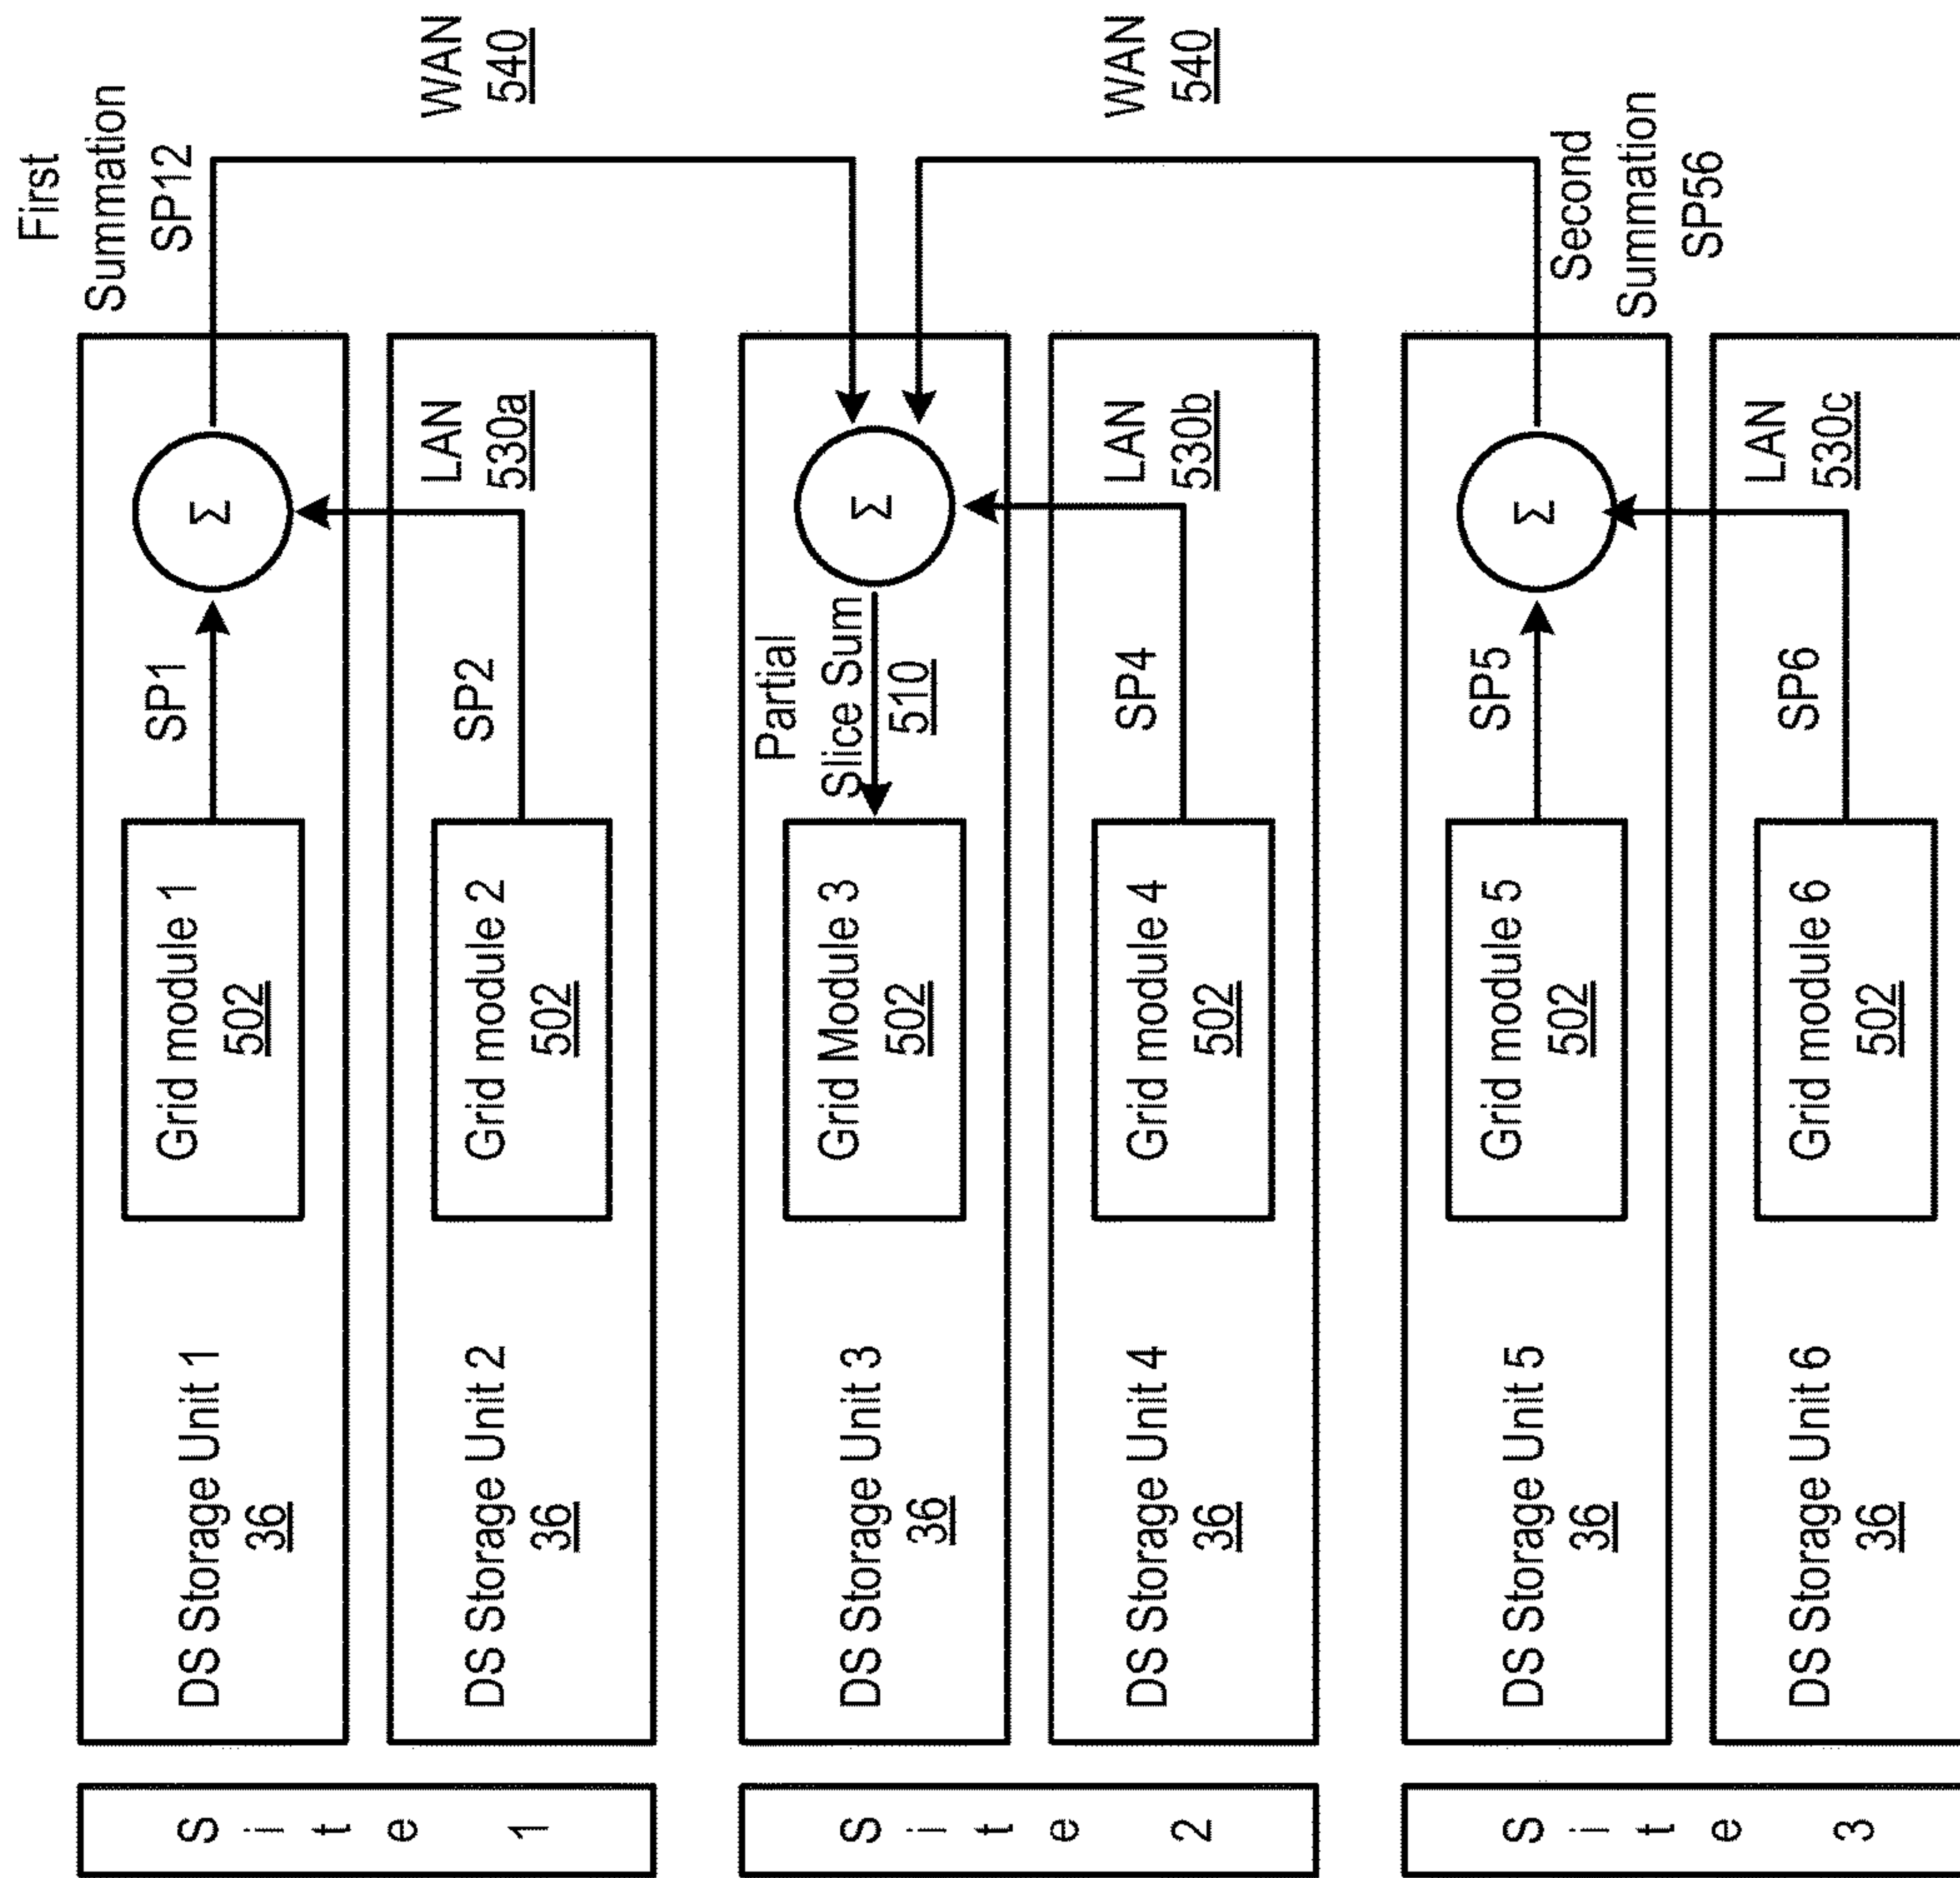 First
Summation
SP12
WAN
540
WAN
540
Second
Summation
SP56
Site 1
DS Storage Unit 1
36
Grid module 1
502
SP1
Σ
DS Storage Unit 2
36
Grid module 2
502
SP2
LAN
530a
Site 2
DS Storage Unit 3
36
Grid Module 3
502
Partial
Slice Sum
510
Σ
DS Storage Unit 4
36
Grid module 4
502
SP4
LAN
530b
Site 3
DS Storage Unit 5
36
Grid module 5
502
SP5
Σ
DS Storage Unit 6
36
Grid module 6
502
SP6
LAN
530c